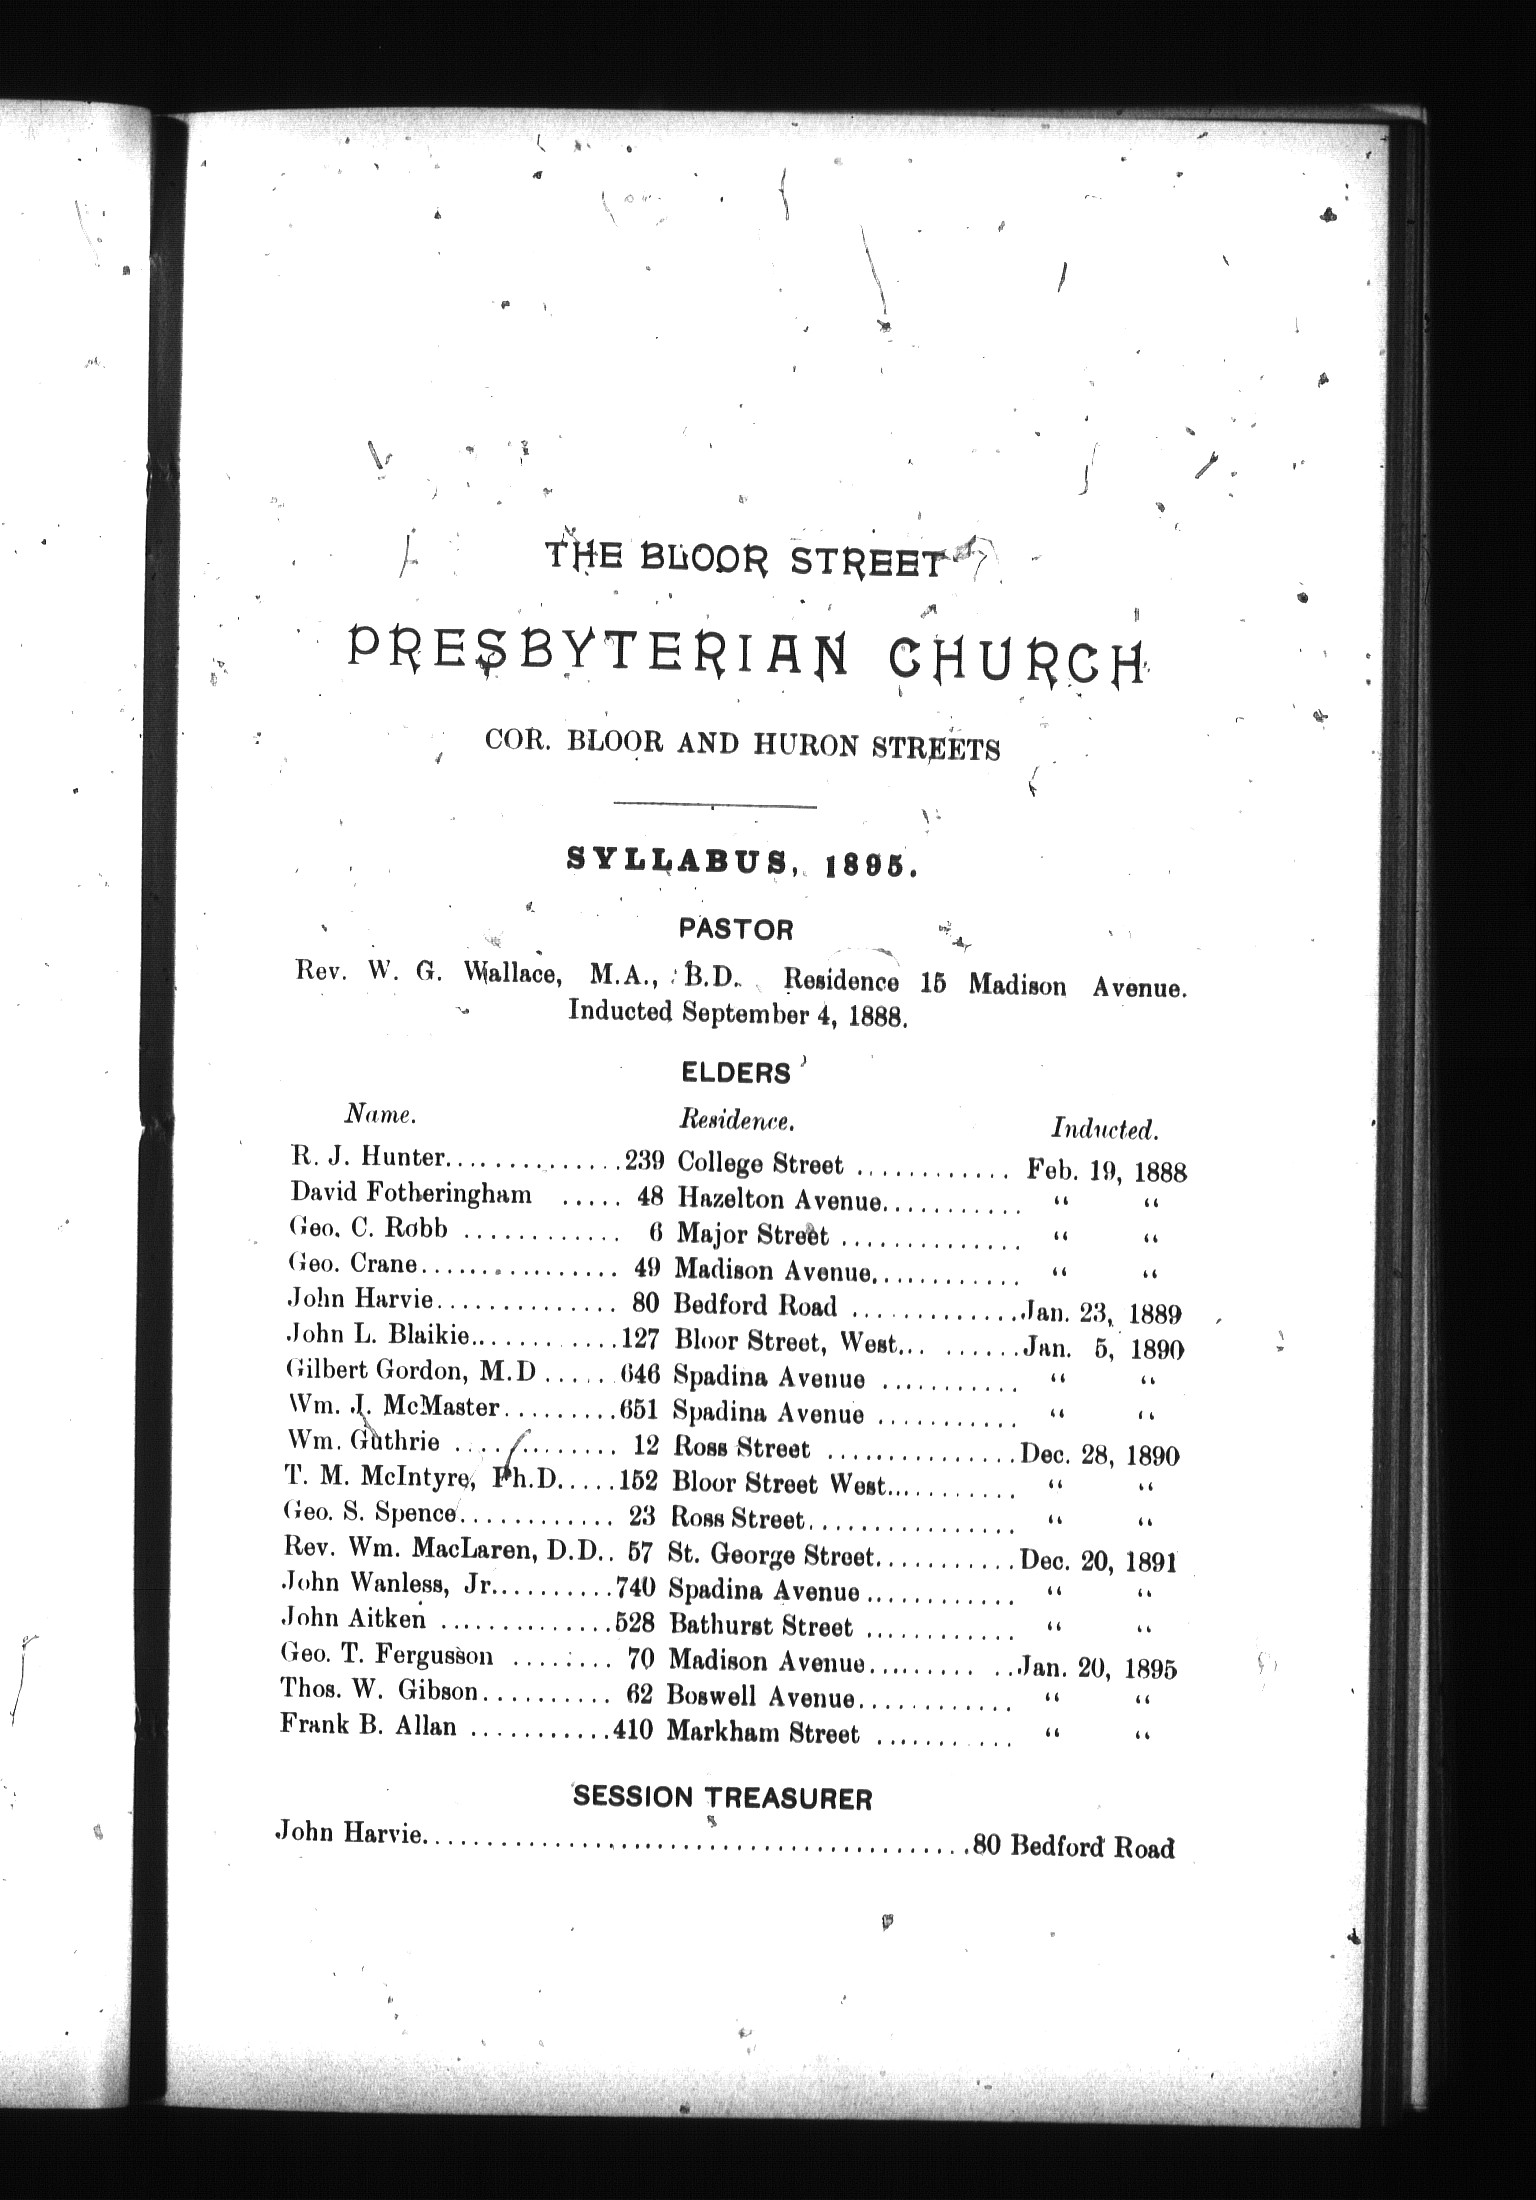 THE BLOOR STREET
PRESBYTERIAN CHURCH
COR. BLOOR AND HURON STREETS
SYLLABUS, 1895.
PASTOR
Rev. W. G. Wallace, M.A., B.D. Residence 15 Madison Avenue.
Inducted September 4, 1888.
ELDERS
Name. Residence. Inducted.
R. J. Hunter...............239 College Street ............ Feb. 19, 1888
David Fotheringham ..... 48 Hazelton Avenue........... “ “
Geo. C. Robb ............ 6 Major Street .............. “ “
Geo. Crane................ 49 Madison Avenue............ “ “
John Harvie............... 80 Bedford Road .............Jan. 23, 1889
John L. Blaikie............127 Bloor Street, West... ......Jan. 5, 1890
Gilbert Gordon, M.D ..... 646 Spadina Avenue ........... “ “
Wm. J. McMaster.........651 Spadina Avenue ........... “ “
Wm. Guthrie ............ 12 Ross Street ...............Dec. 28, 1890
T. M. McIntyre, Ph.D.....152 Bloor Street West........... “ “
Geo. S. Spence............ 23 Ross Street................ “ “
Rev. Wm. MacLaren, D.D.. 57 St. George Street...........Dec. 20, 1891
John Wanless, Jr..........740 Spadina Avenue ............ “ “
John Aitken ..............528 Bathurst Street ............ “ “
Geo. T. Fergusson ........ 70 Madison Avenue......... ..Jan. 20, 1895
Thos. W. Gibson.......... 62 Boswell Avenue............. “ “
Frank B. Allan ...........410 Markham Street ........... “ “
SESSION TREASURER
John Harvie..........................................80 Bedford Road